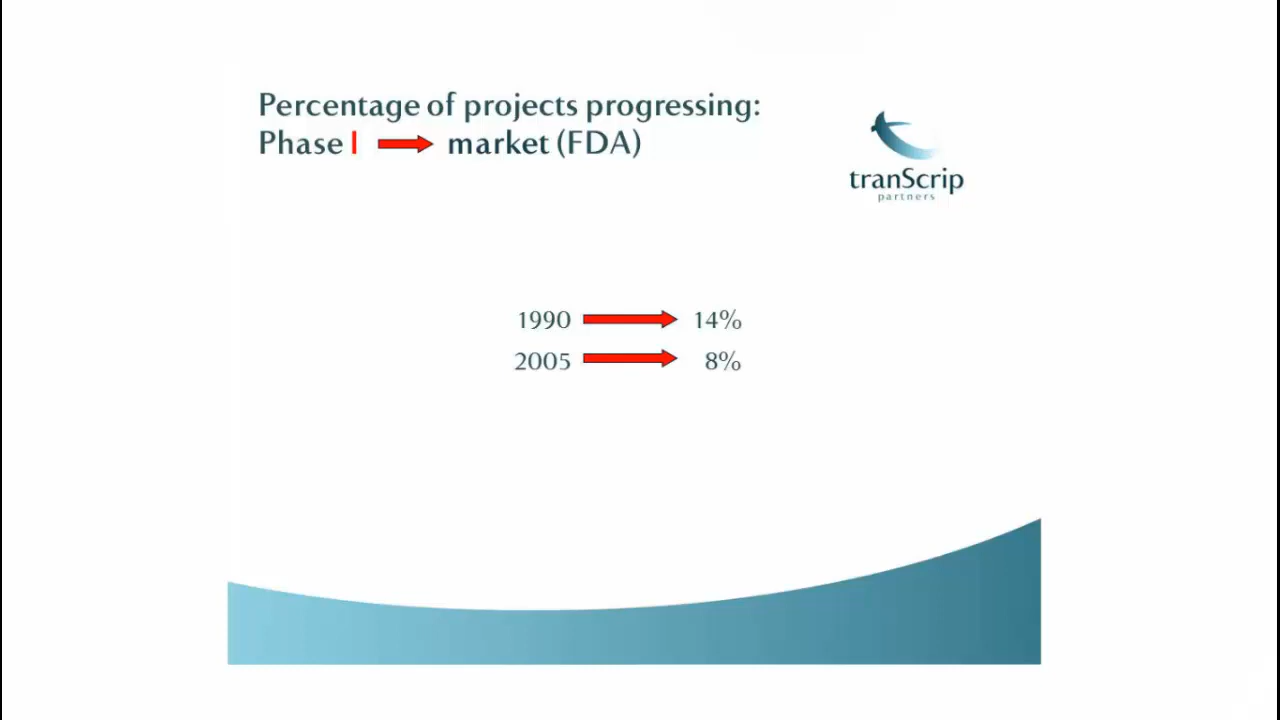 Percentage of projects progressing:
Phase I market (FDA)
tranScrip
partners
1990 14%
2005 8%